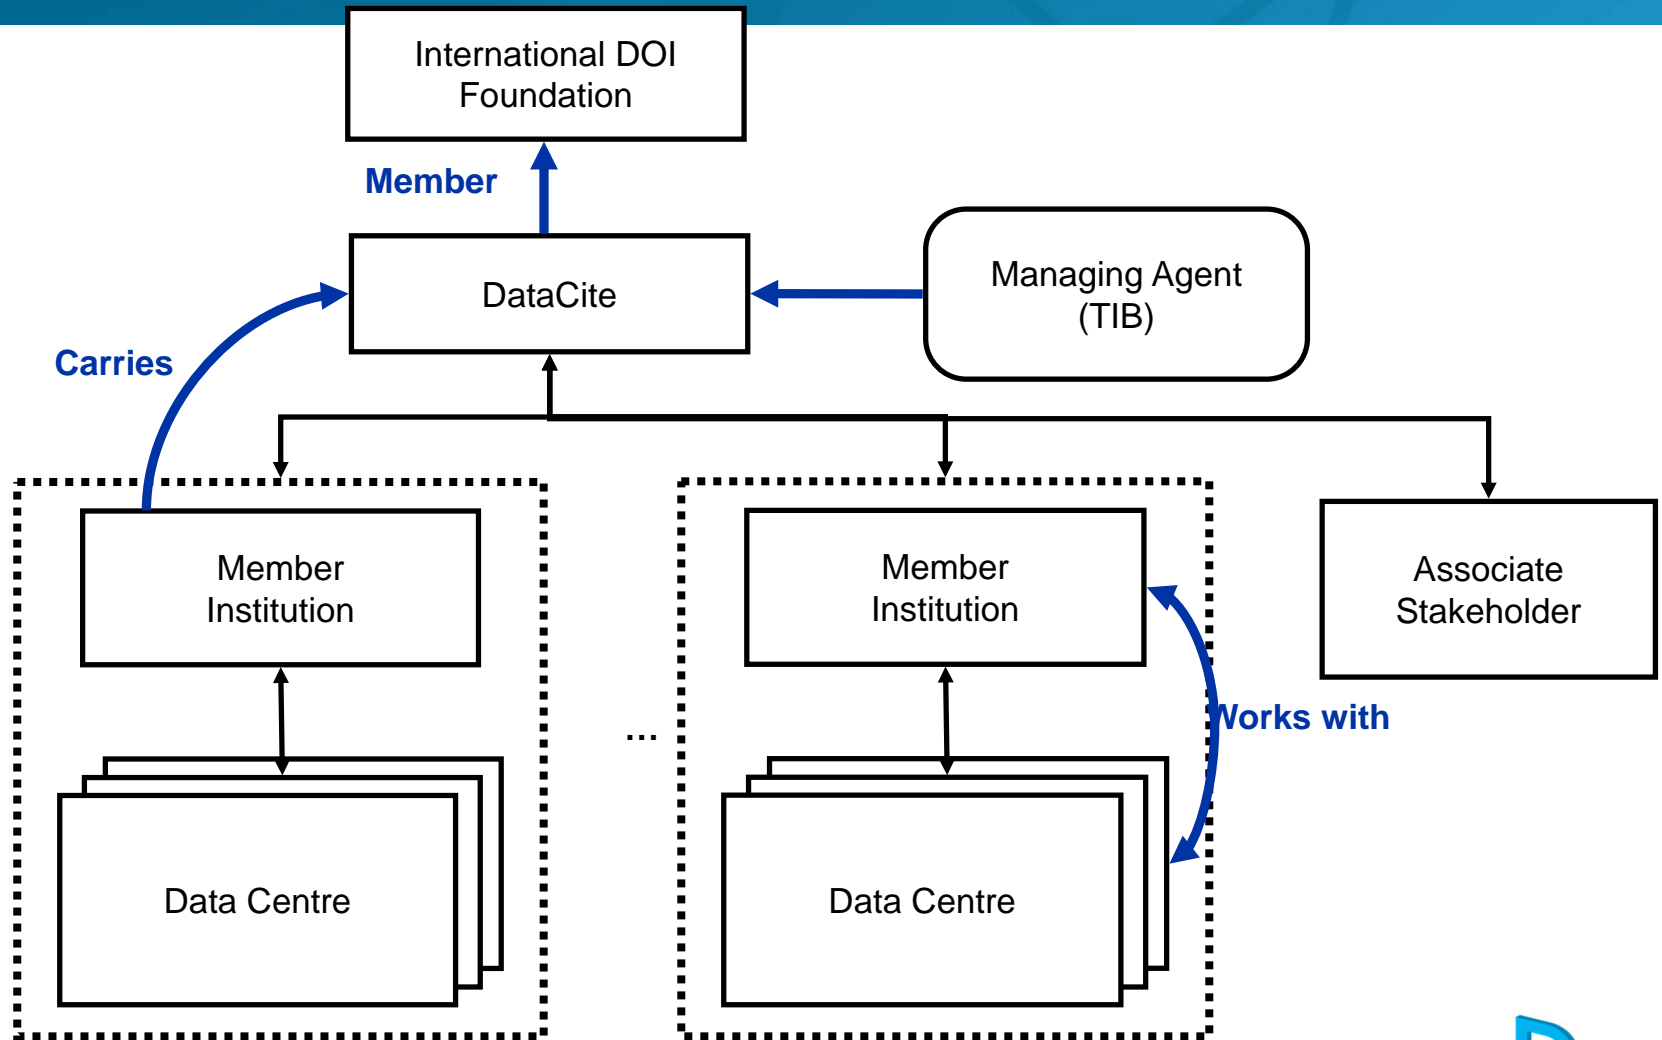 International DOI
Foundation
Member
DataCite
Managing Agent
(TIB)
Carries
Member
Institution
Member
Institution
Associate
Stakeholder
...
Works with
Data Centre
Data Centre